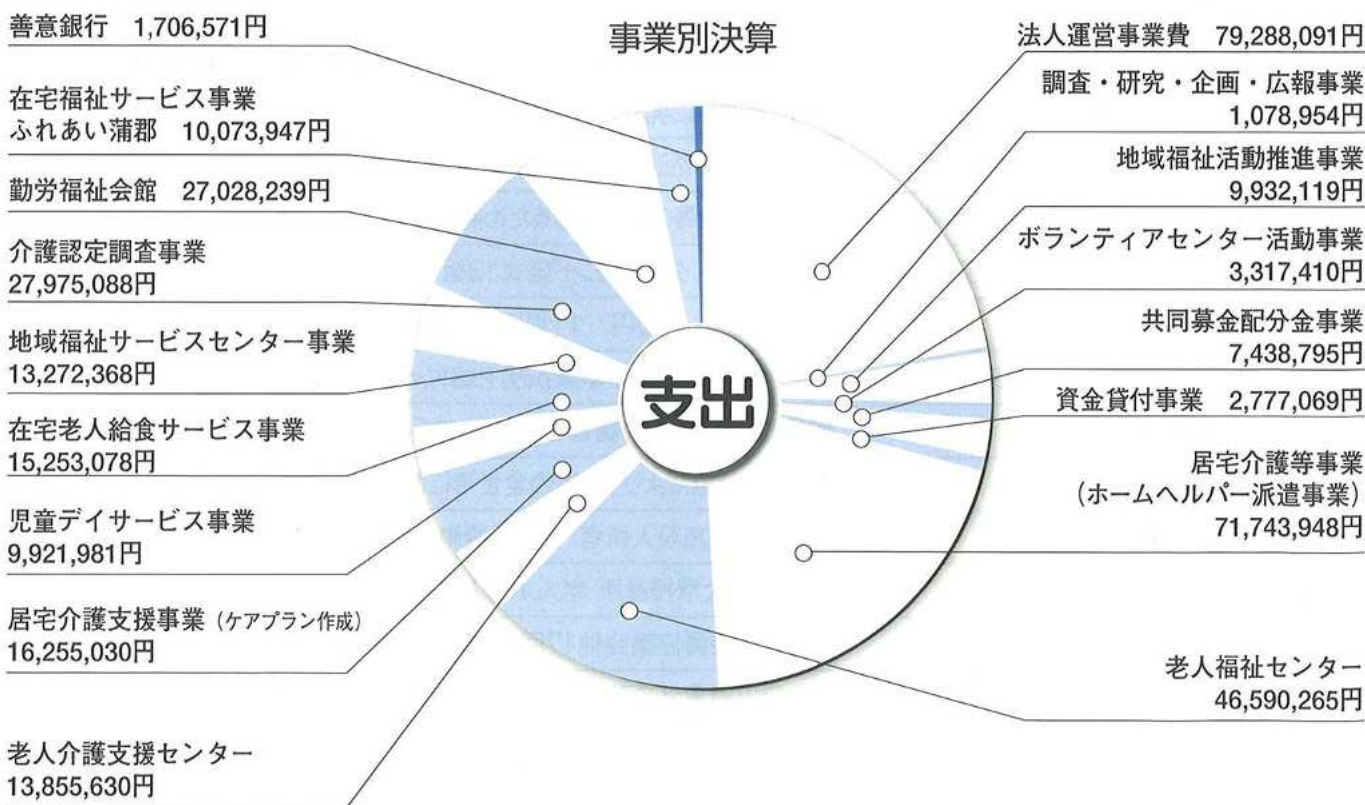 事業別決算
善意銀行 1,706,571円
在宅福祉サービス事業
ふれあい蒲郡 10,073,947円
勤労福祉会館 27,028,239円
介護認定調査事業
27,975,088円
地域福祉サービスセンター事業
13,272,368円
在宅老人給食サービス事業
15,253,078円
児童デイサービス事業
9,921,981円
居宅介護支援事業（ケアプラン作成）
16,255,030円
老人介護支援センター
13,855,630円
支出
法人運営事業費 79,288,091円
調査・研究・企画・広報事業
1,078,954円
地域福祉活動推進事業
9,932,119円
ボランティアセンター活動事業
3,317,410円
共同募金配分金事業
7,438,795円
資金貸付事業 2,777,069円
居宅介護等事業
（ホームヘルパー派遣事業）
71,743,948円
老人福祉センター
46,590,265円